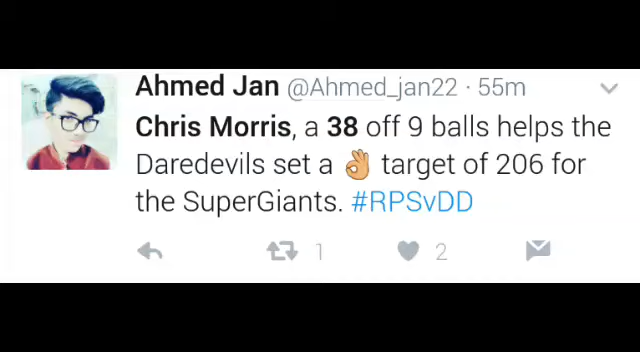 Ahmed Jan @Ahmed_jan22 · 55m
Chris Morris, a 38 off 9 balls helps the
Daredevils set a 👌 target of 206 for
the SuperGiants. #RPSvDD
1 2